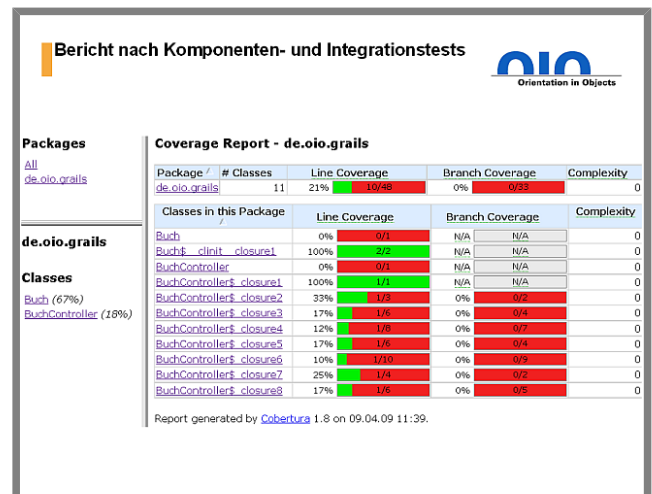 Bericht nach Komponenten- und Integrationstests
OIO
Orientation in Objects
Packages
All
de.oio.grails
de.oio.grails
Classes
Buch (67%)
BuchController (18%)
Coverage Report - de.oio.grails
Package / # Classes Line Coverage Branch Coverage Complexity
de.oio.grails 11 21% 10/48 0% 0/33 0
Classes in this Package / Line Coverage Branch Coverage Complexity
Buch 0% 0/1 N/A N/A 0
Buch$__clinit__closure1 100% 2/2 N/A N/A 0
BuchController 0% 0/1 N/A N/A 0
BuchController$_closure1 100% 1/1 N/A N/A 0
BuchController$_closure2 33% 1/3 0% 0/2 0
BuchController$_closure3 17% 1/6 0% 0/4 0
BuchController$_closure4 12% 1/8 0% 0/7 0
BuchController$_closure5 17% 1/6 0% 0/4 0
BuchController$_closure6 10% 1/10 0% 0/9 0
BuchController$_closure7 25% 1/4 0% 0/2 0
BuchController$_closure8 17% 1/6 0% 0/5 0
Report generated by Cobertura 1.8 on 09.04.09 11:39.